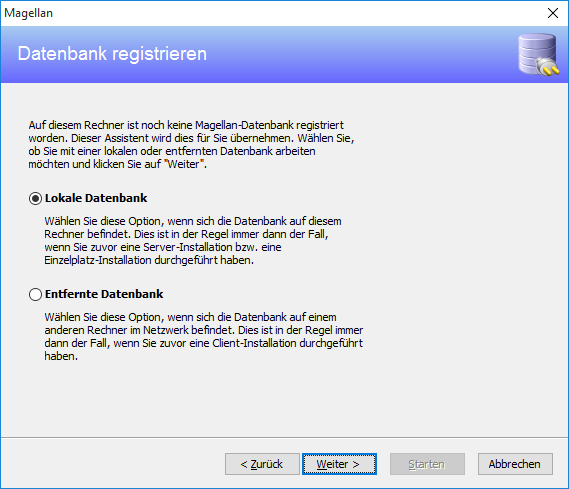 Magellan
Datenbank registrieren
Auf diesem Rechner ist noch keine Magellan-Datenbank registriert
worden. Dieser Assistent wird dies für Sie übernehmen. Wählen Sie,
ob Sie mit einer lokalen oder entfernten Datenbank arbeiten
möchten und klicken Sie auf "Weiter".
Lokale Datenbank
Wählen Sie diese Option, wenn sich die Datenbank auf diesem
Rechner befindet. Dies ist in der Regel immer dann der Fall,
wenn Sie zuvor eine Server-Installation bzw. eine
Einzelplatz-Installation durchgeführt haben.
Entfernte Datenbank
Wählen Sie diese Option, wenn sich die Datenbank auf einem
anderen Rechner im Netzwerk befindet. Dies ist in der Regel immer
dann der Fall, wenn Sie zuvor eine Client-Installation durchgeführt
haben.
< Zurück Weiter > Starten Abbrechen